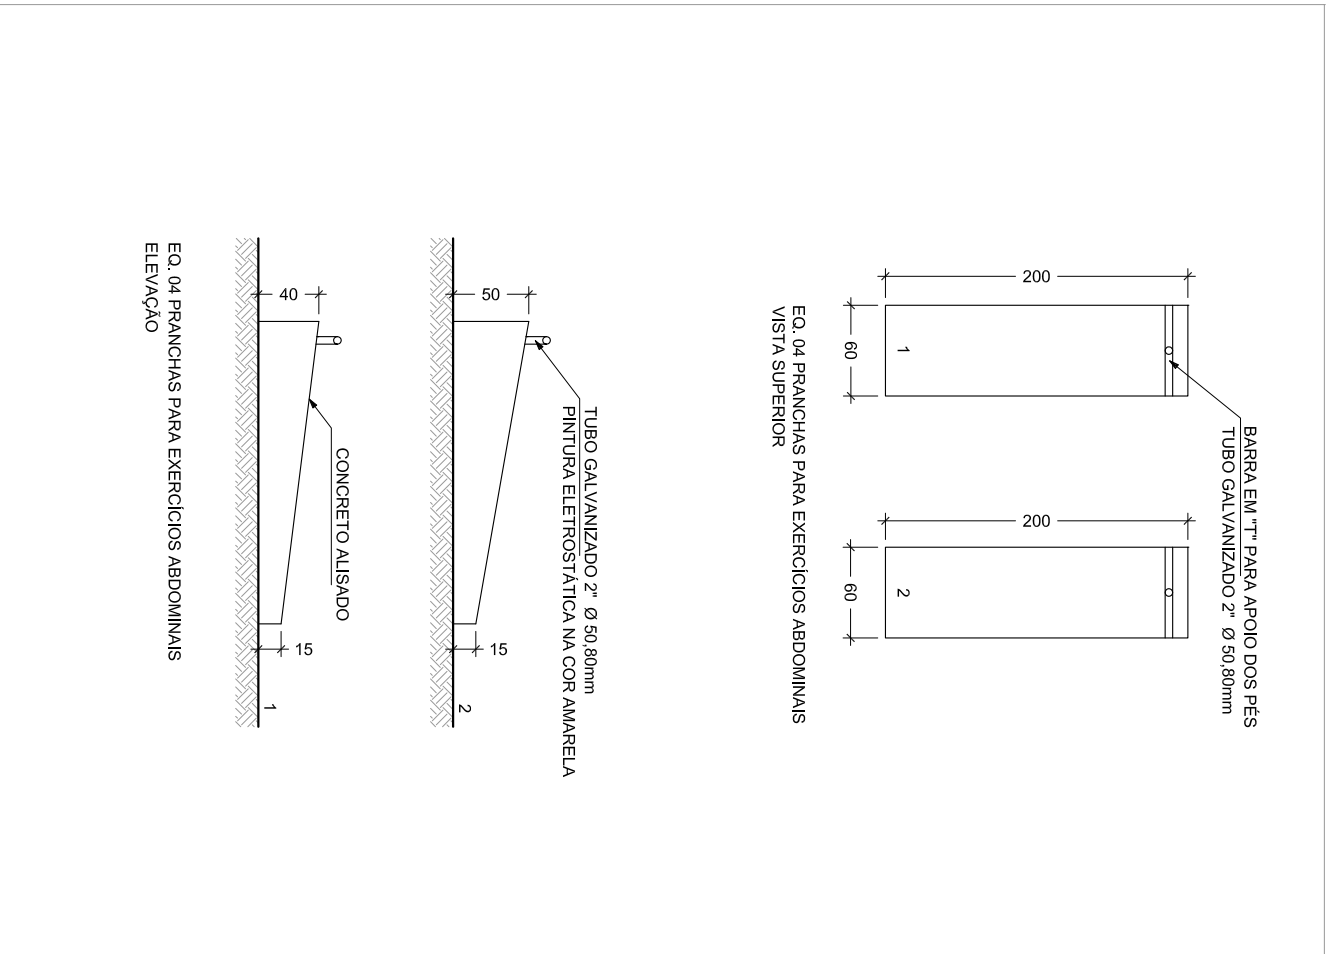 BARRA EM "T" PARA APOIO DOS PÉS
TUBO GALVANIZADO 2" Ø 50,80mm
200
200
60
60
1
2
EQ. 04 PRANCHAS PARA EXERCÍCIOS ABDOMINAIS
VISTA SUPERIOR
TUBO GALVANIZADO 2" Ø 50,80mm
PINTURA ELETROSTÁTICA NA COR AMARELA
50
15
2
CONCRETO ALISADO
40
15
1
EQ. 04 PRANCHAS PARA EXERCÍCIOS ABDOMINAIS
ELEVAÇÃO